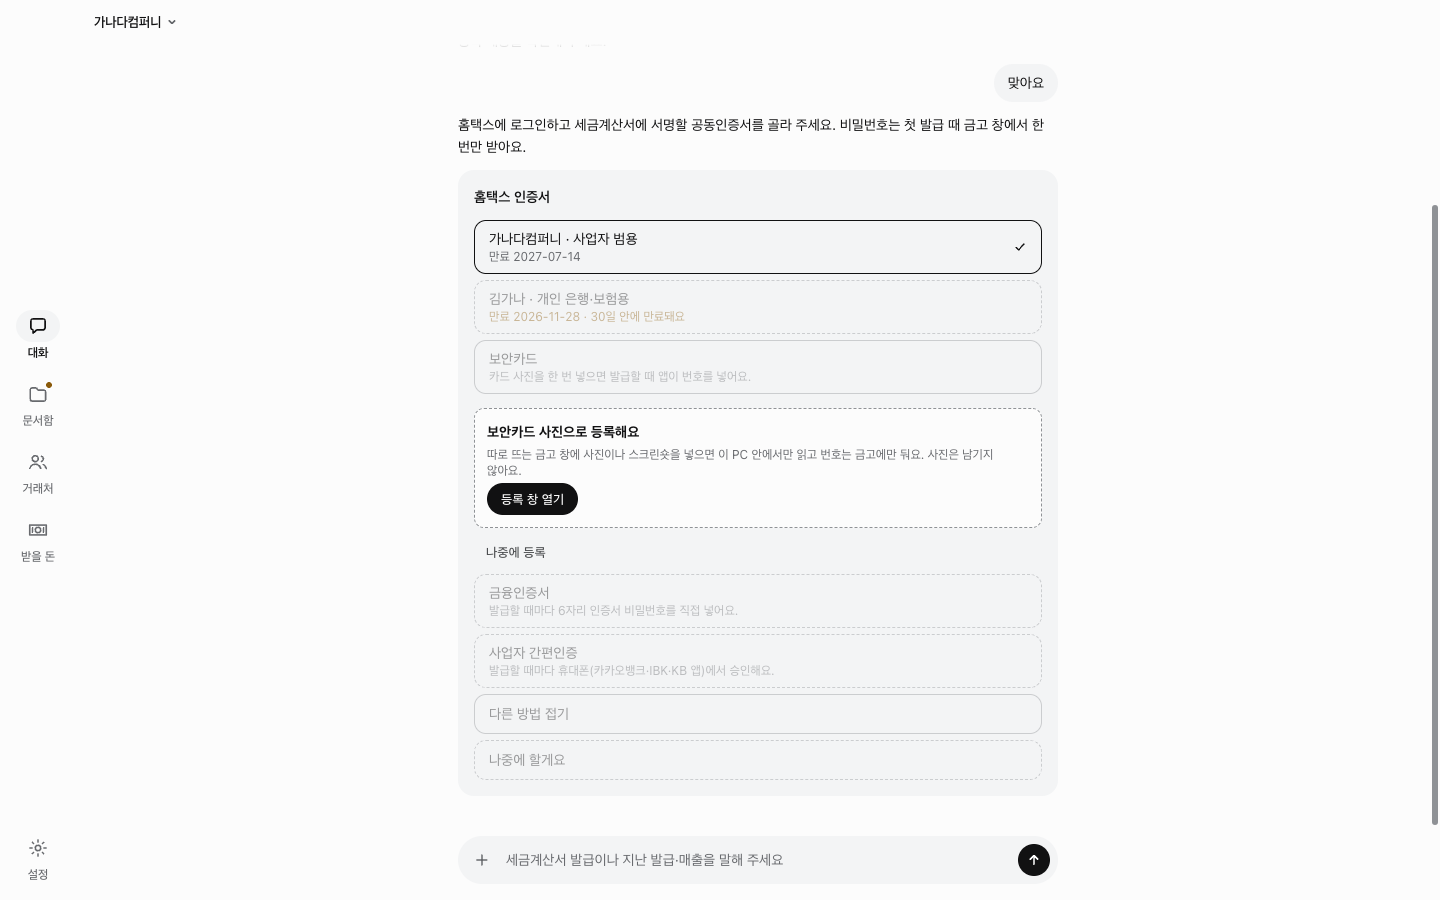 가나다컴퍼니
맞아요
홈택스에 로그인하고 세금계산서에 서명할 공동인증서를 골라 주세요. 비밀번호는 첫 발급 때 금고 창에서 한
번만 받아요.
홈택스 인증서
가나다컴퍼니 · 사업자 범용
만료 2027-07-14
김가나 · 개인 은행·보험용
만료 2026-11-28 · 30일 안에 만료돼요
보안카드
카드 사진을 한 번 넣으면 발급할 때 앱이 번호를 넣어요.
보안카드 사진으로 등록해요
따로 뜨는 금고 창에 사진이나 스크린숏을 넣으면 이 PC 안에서만 읽고 번호는 금고에만 둬요. 사진은 남기지
않아요.
등록 창 열기
나중에 등록
금융인증서
발급할 때마다 6자리 인증서 비밀번호를 직접 넣어요.
사업자 간편인증
발급할 때마다 휴대폰(카카오뱅크·IBK·KB 앱)에서 승인해요.
다른 방법 접기
나중에 할게요
대화
문서함
거래처
받을 돈
설정
세금계산서 발급이나 지난 발급·매출을 말해 주세요